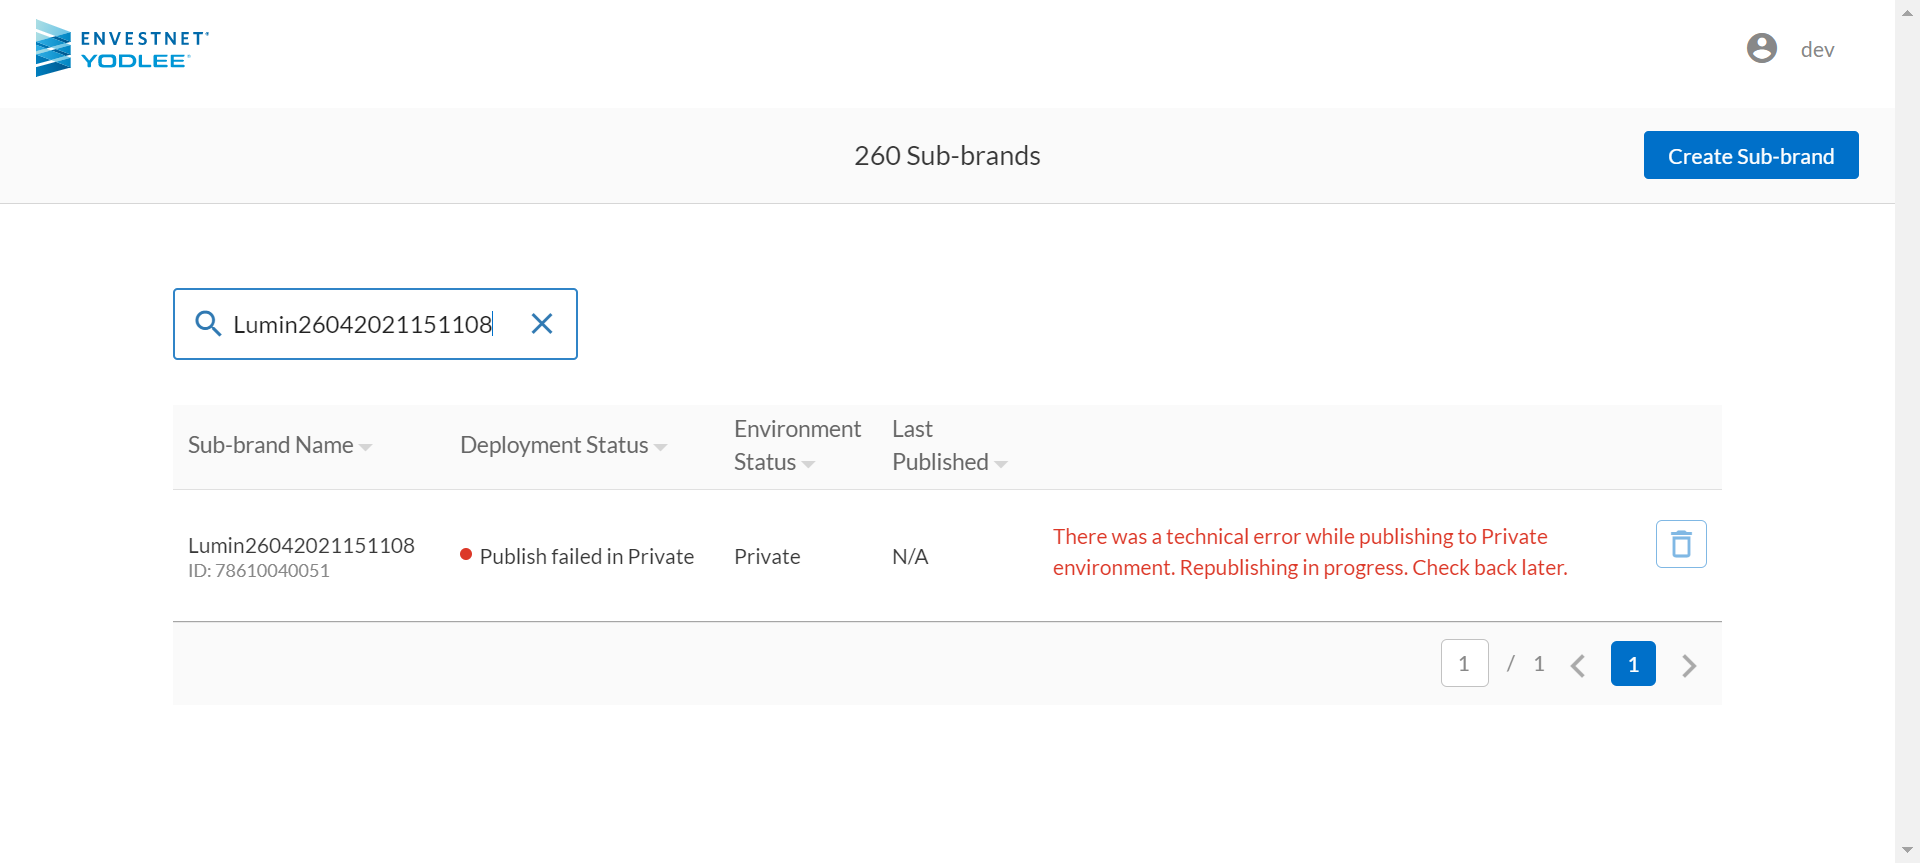 ENVESTNET
YODLEE
dev
260 Sub-brands
Create Sub-brand
Lumin26042021151108
Sub-brand Name
Deployment Status
Environment
Status
Last
Published
Lumin26042021151108
ID: 78610040051
Publish failed in Private
Private
N/A
There was a technical error while publishing to Private
environment. Republishing in progress. Check back later.
1 / 1
1